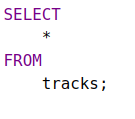 SELECT
    *
FROM
    tracks;